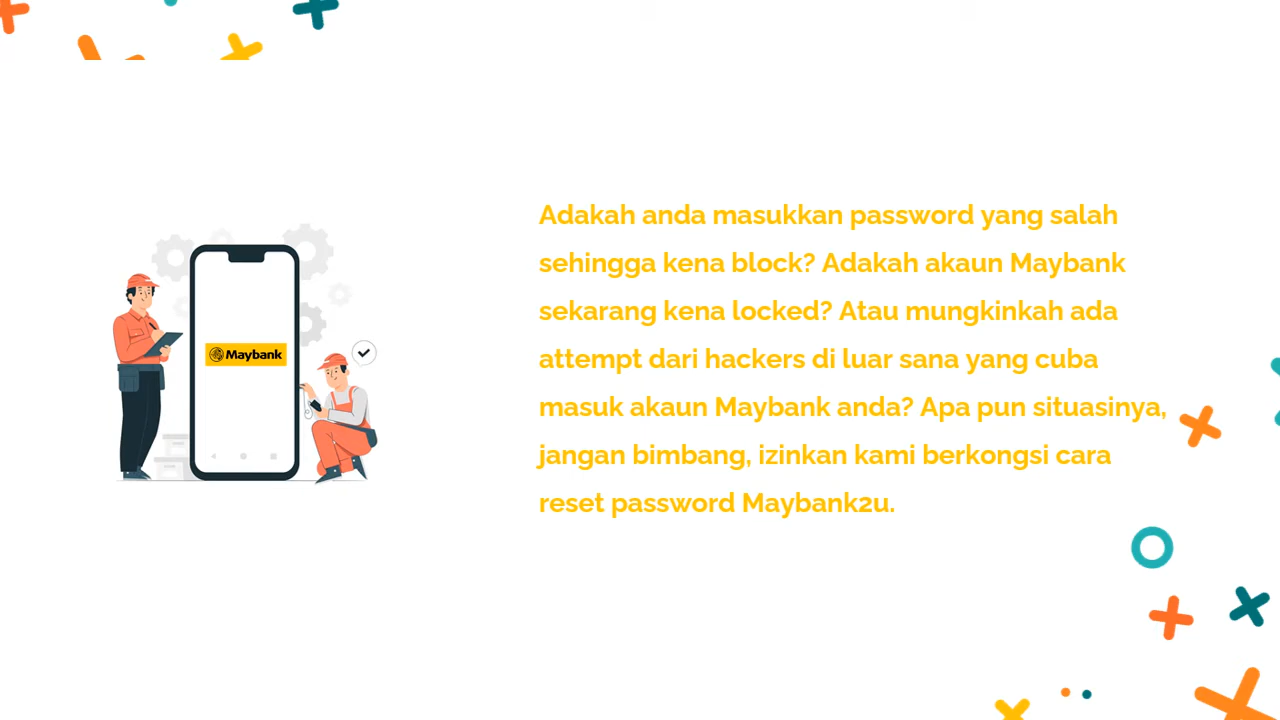 Maybank
Adakah anda masukkan password yang salah
sehingga kena block? Adakah akaun Maybank
sekarang kena locked? Atau mungkinkah ada
attempt dari hackers di luar sana yang cuba
masuk akaun Maybank anda? Apa pun situasinya,
jangan bimbang, izinkan kami berkongsi cara
reset password Maybank2u.